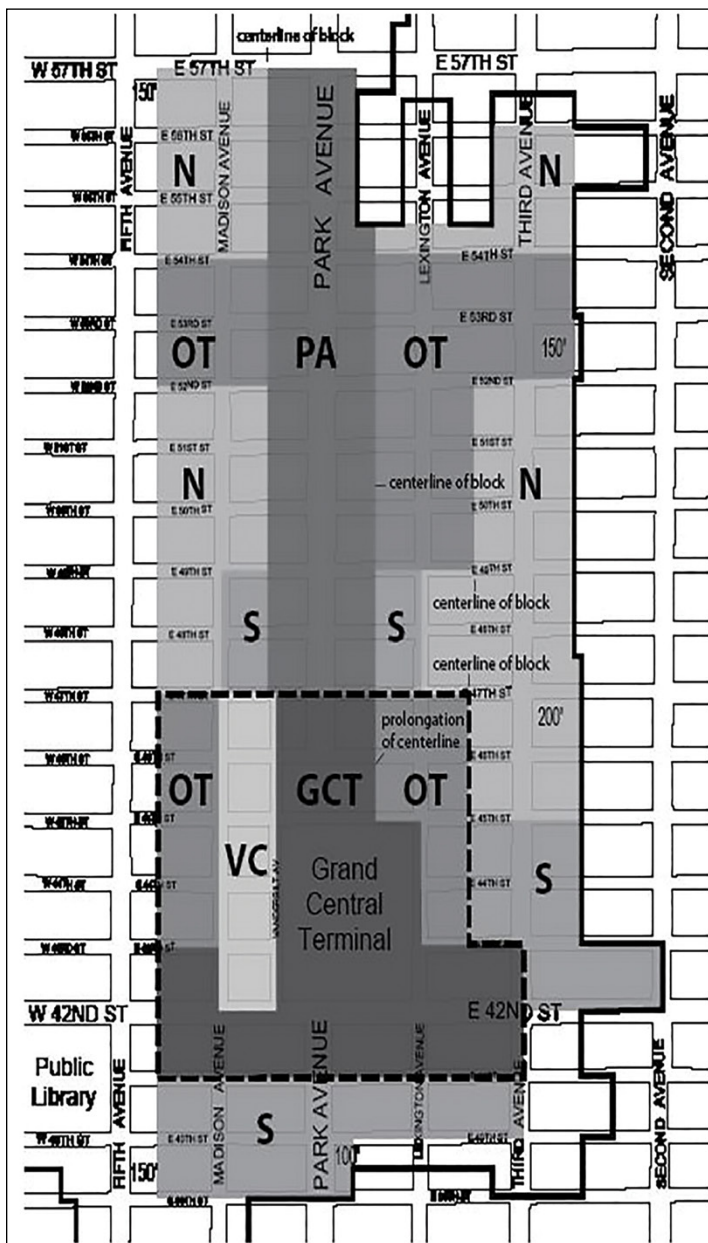 centerline of block
W 57TH ST
E 57TH ST
E 57TH ST
150'
E 56TH ST
FIFTH AVENUE
N
MADISON AVENUE
PARK AVENUE
LEXINGTON AVENUE
THIRD AVENUE
N
SECOND AVENUE
E 55TH ST
E 54TH ST
E 54TH ST
E 53RD ST
E 53RD ST
OT
PA
OT
150'
E 52ND ST
E 52ND ST
E 51ST ST
E 51ST ST
N
centerline of block
N
E 50TH ST
E 50TH ST
E 49TH ST
E 49TH ST
centerline of block
S
S
E 48TH ST
centerline of block
47TH ST
prolongation
of centerline
200'
OT
GCT
OT
VC
E 45TH ST
Grand
Central
Terminal
E 44TH ST
S
W 42ND ST
E 42ND ST
Public
Library
FIFTH AVENUE
MADISON AVENUE
PARK AVENUE
LEXINGTON AVENUE
THIRD AVENUE
SECOND AVENUE
S
E 40TH ST
E 40TH ST
100'
150'